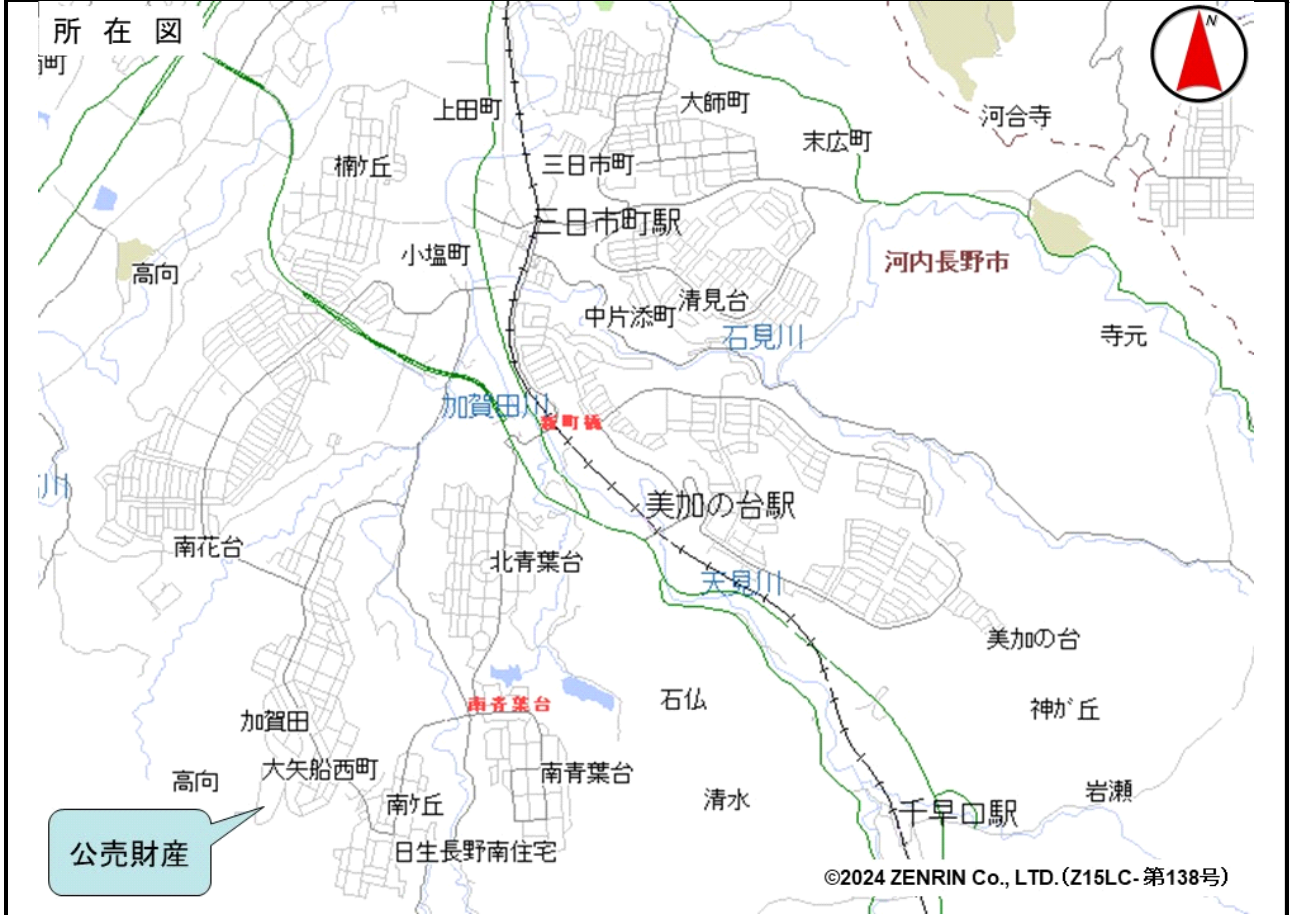 所 在 図
N
上田町
大師町
河合寺
末広町
楠ケ丘
三日市町
三日市町駅
小塩町
河内長野市
高向
清見台
中片添町
石見川
寺元
加賀田川
美加の台駅
南花台
北青葉台
天見川
美加の台
石仏
南青葉台
神が丘
加賀田
大矢船西町
高向
南青葉台
岩瀬
清水
南ケ丘
千早口駅
公売財産
日生長野南住宅
©2024 ZENRIN Co., LTD.(Z15LC-第138号)